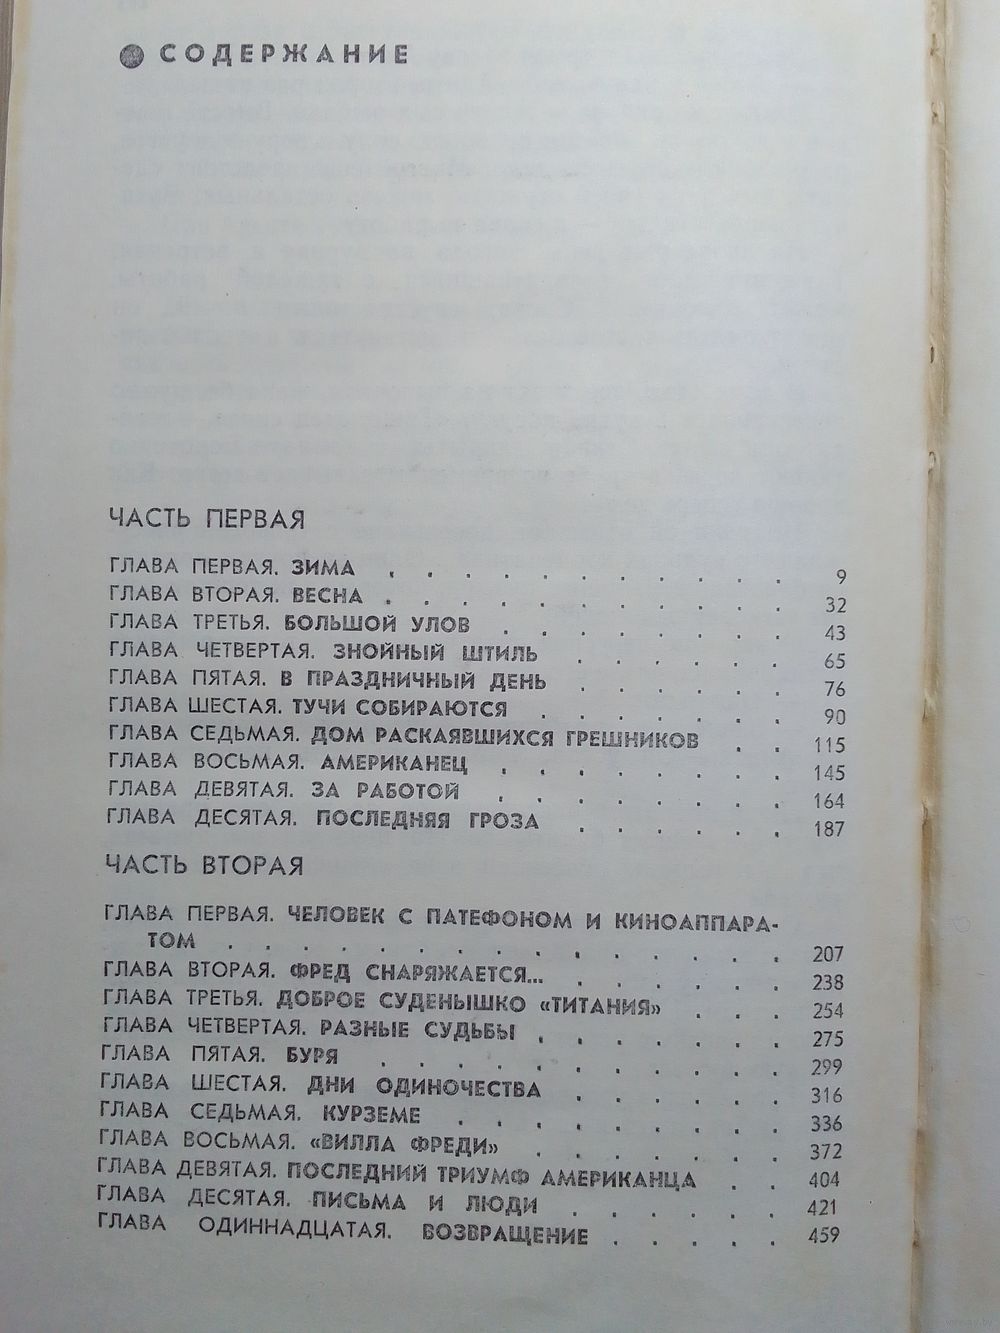 СОДЕРЖАНИЕ
ЧАСТЬ ПЕРВАЯ
ГЛАВА ПЕРВАЯ. ЗИМА . . . . . . . . . . . 9
ГЛАВА ВТОРАЯ. ВЕСНА . . . . . . . . . . . 32
ГЛАВА ТРЕТЬЯ. БОЛЬШОЙ УЛОВ . . . . . . . . 43
ГЛАВА ЧЕТВЕРТАЯ. ЗНОЙНЫЙ ШТИЛЬ . . . . . . 65
ГЛАВА ПЯТАЯ. В ПРАЗДНИЧНЫЙ ДЕНЬ . . . . . . 76
ГЛАВА ШЕСТАЯ. ТУЧИ СОБИРАЮТСЯ . . . . . . . 90
ГЛАВА СЕДЬМАЯ. ДОМ РАСКАЯВШИХСЯ ГРЕШНИКОВ . . 115
ГЛАВА ВОСЬМАЯ. АМЕРИКАНЕЦ . . . . . . . . 145
ГЛАВА ДЕВЯТАЯ. ЗА РАБОТОЙ . . . . . . . . 164
ГЛАВА ДЕСЯТАЯ. ПОСЛЕДНЯЯ ГРОЗА . . . . . . 187
ЧАСТЬ ВТОРАЯ
ГЛАВА ПЕРВАЯ. ЧЕЛОВЕК С ПАТЕФОНОМ И КИНОАППАРА-
ТОМ . . . . . . . . . . . . . . . 207
ГЛАВА ВТОРАЯ. ФРЕД СНАРЯЖАЕТСЯ... . . . . . . 238
ГЛАВА ТРЕТЬЯ. ДОБРОЕ СУДЕНЫШКО «ТИТАНИЯ» . . . 254
ГЛАВА ЧЕТВЕРТАЯ. РАЗНЫЕ СУДЬБЫ . . . . . . . 275
ГЛАВА ПЯТАЯ. БУРЯ . . . . . . . . . . . 299
ГЛАВА ШЕСТАЯ. ДНИ ОДИНОЧЕСТВА . . . . . . 316
ГЛАВА СЕДЬМАЯ. КУРЗЕМЕ . . . . . . . . . 336
ГЛАВА ВОСЬМАЯ. «ВИЛЛА ФРЕДИ» . . . . . . . 372
ГЛАВА ДЕВЯТАЯ. ПОСЛЕДНИЙ ТРИУМФ АМЕРИКАНЦА . . 404
ГЛАВА ДЕСЯТАЯ. ПИСЬМА И ЛЮДИ . . . . . . 421
ГЛАВА ОДИННАДЦАТАЯ. ВОЗВРАЩЕНИЕ . . . . . 459